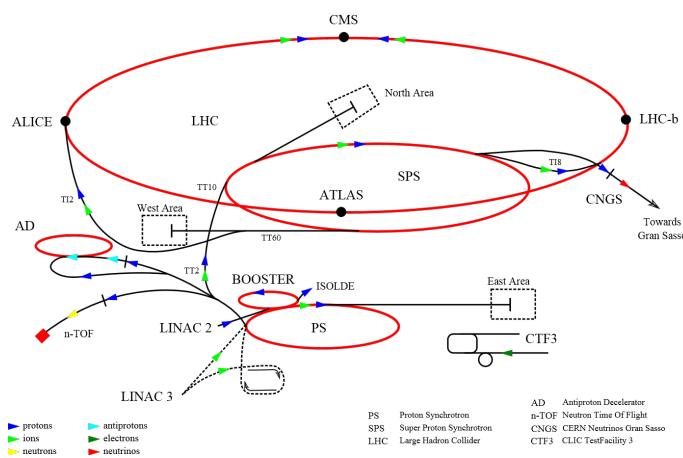 CMS
North Area
ALICE
LHC
LHC-b
TT10
SPS
TI8
TI2
ATLAS
CNGS
West Area
AD
TT60
Towards
Gran Sasso
TT2
BOOSTER
ISOLDE
East Area
LINAC 2
PS
n-TOF
CTF3
LINAC 3
protons
ions
neutrons
antiprotons
electrons
neutrinos
PS Proton Synchrotron
SPS Super Proton Synchrotron
LHC Large Hadron Collider
AD Antiproton Decelerator
n-TOF Neutron Time Of Flight
CNGS CERN Neutrinos Gran Sasso
CTF3 CLIC TestFacility 3